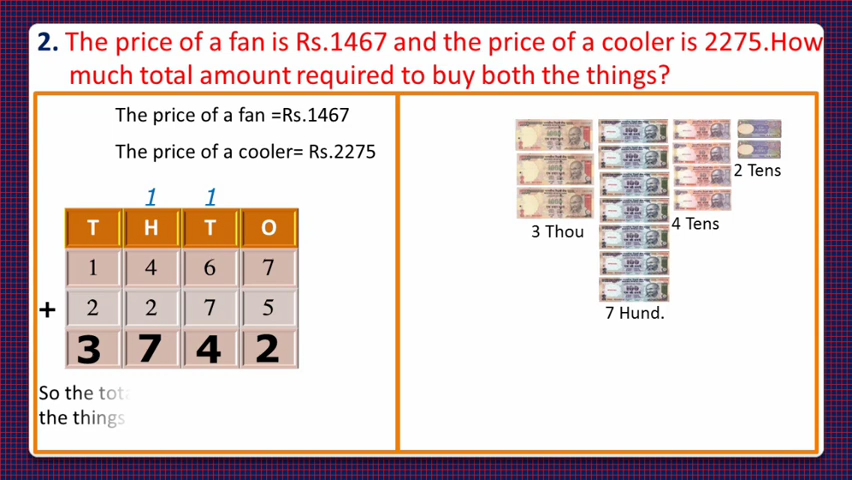 2. The price of a fan is Rs.1467 and the price of a cooler is 2275.How
much total amount required to buy both the things?
The price of a fan =Rs.1467
The price of a cooler= Rs.2275
1 1
T H T O
1 4 6 7
+ 2 2 7 5
3 7 4 2
So the tot
the things
3 Thou
7 Hund.
4 Tens
2 Tens